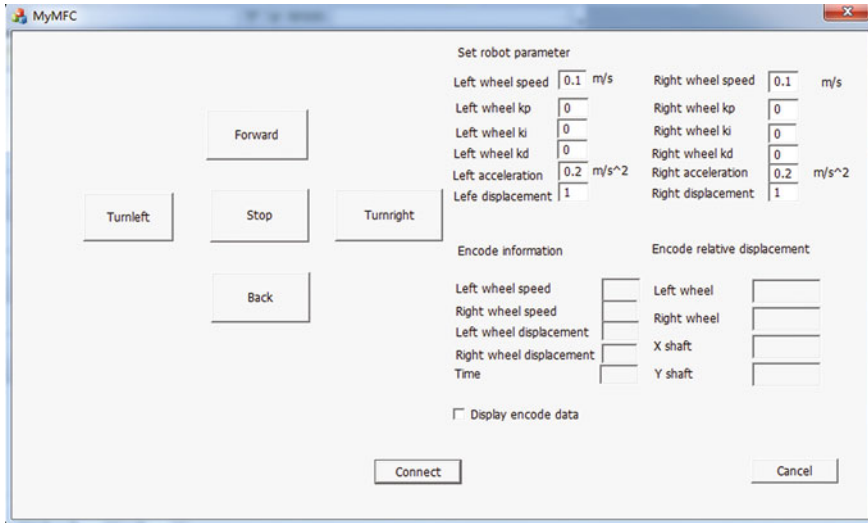 MyMFC
Set robot parameter
Left wheel speed 0.1 m/s Right wheel speed 0.1 m/s
Left wheel kp 0 Right wheel kp 0
Left wheel ki 0 Right wheel ki 0
Left wheel kd 0 Right wheel kd 0
Left acceleration 0.2 m/s^2 Right acceleration 0.2 m/s^2
Lefe displacement 1 Right displacement 1
Forward
Turnleft Stop Turnright
Back
Encode information Encode relative displacement
Left wheel speed Left wheel
Right wheel speed Right wheel
Left wheel displacement X shaft
Right wheel displacement Y shaft
Time
Display encode data
Connect Cancel